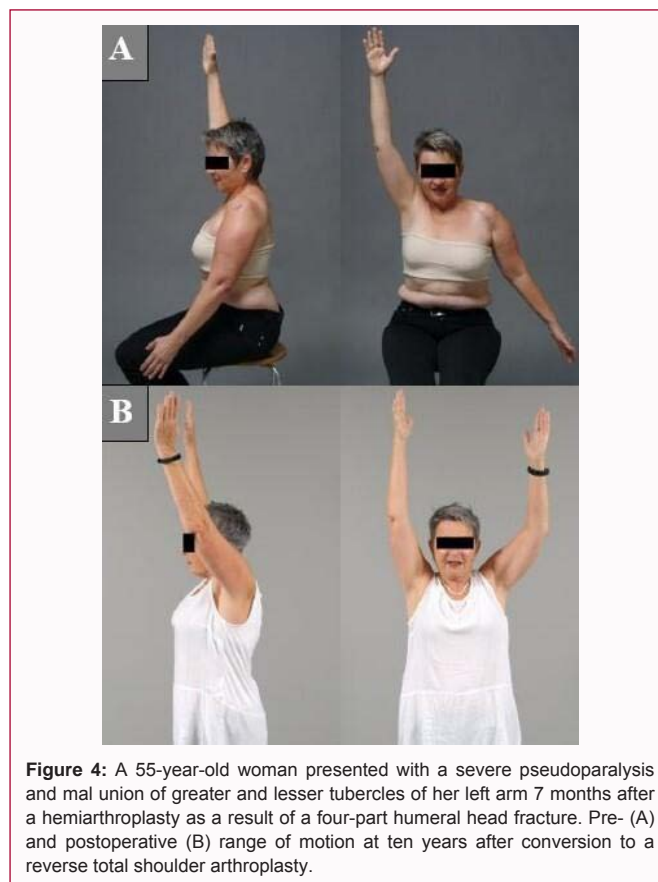 A
B
Figure 4: A 55-year-old woman presented with a severe pseudoparalysis
and mal union of greater and lesser tubercles of her left arm 7 months after
a hemiarthroplasty as a result of a four-part humeral head fracture. Pre- (A)
and postoperative (B) range of motion at ten years after conversion to a
reverse total shoulder arthroplasty.